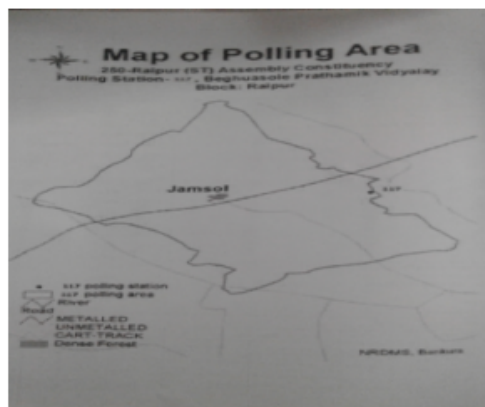 Map of Polling Area
250-Raipur (ST) Assembly Constituency
Polling Station- , Beghuasole Prathamik Vidyalay
Block: Raipur
Jamsol
polling station
polling area
River
Road
METALLED
UNMETALLED
CART-TRACK
Dense Forest
NRDMS, Bankura